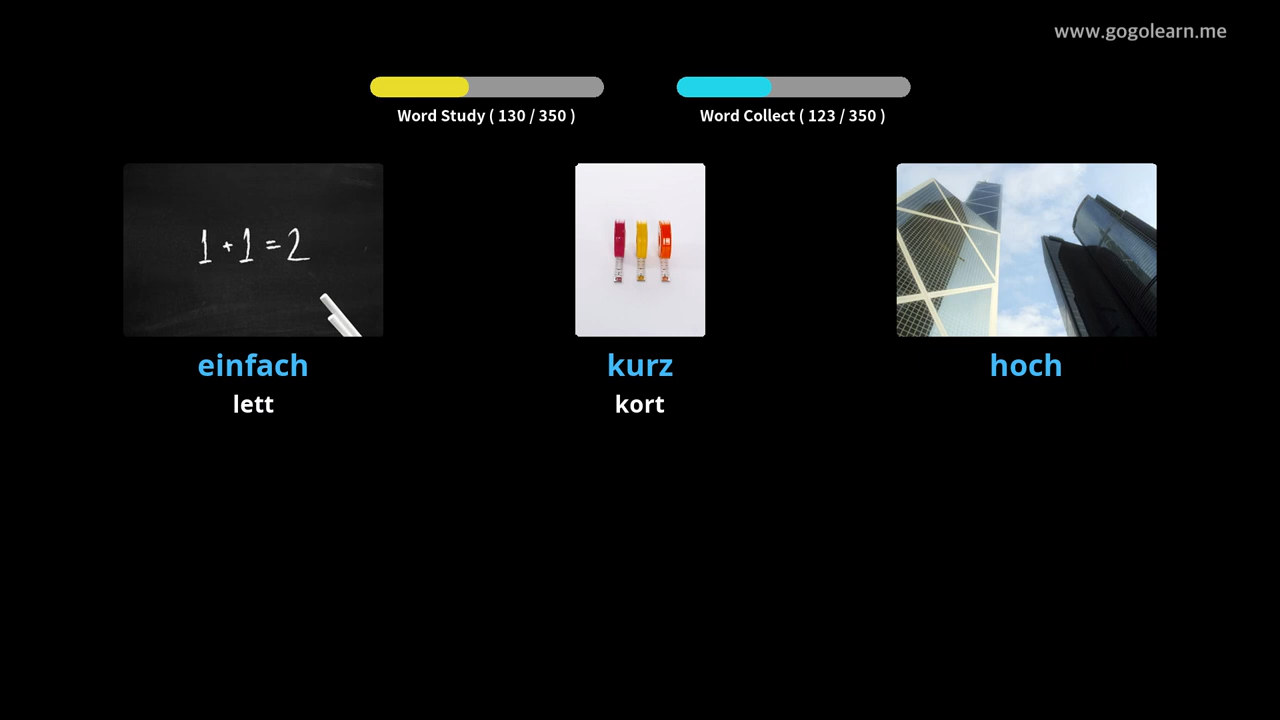 www.gogolearn.me
Word Study ( 130 / 350 )
Word Collect ( 123 / 350 )
1 + 1 = 2
einfach
kurz
hoch
lett
kort